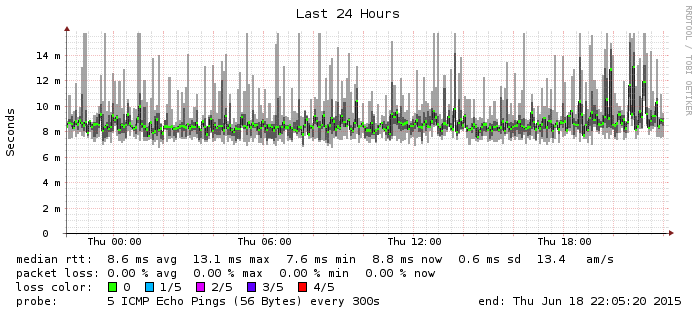 Last 24 Hours
RRDTOOL / TOBI OETIKER
Seconds
14 m
12 m
10 m
8 m
6 m
4 m
2 m
0
Thu 00:00 Thu 06:00 Thu 12:00 Thu 18:00
median rtt: 8.6 ms avg 13.1 ms max 7.6 ms min 8.8 ms now 0.6 ms sd 13.4 am/s
packet loss: 0.00 % avg 0.00 % max 0.00 % min 0.00 % now
loss color: 0 1/5 2/5 3/5 4/5
probe: 5 ICMP Echo Pings (56 Bytes) every 300s end: Thu Jun 18 22:05:20 2015